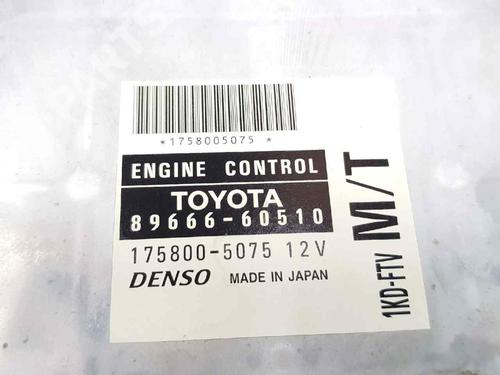 *1758005075*
ENGINE CONTROL
TOYOTA
89666-60510
175800-5075 12V
DENSO MADE IN JAPAN
1KD-FTV M/T